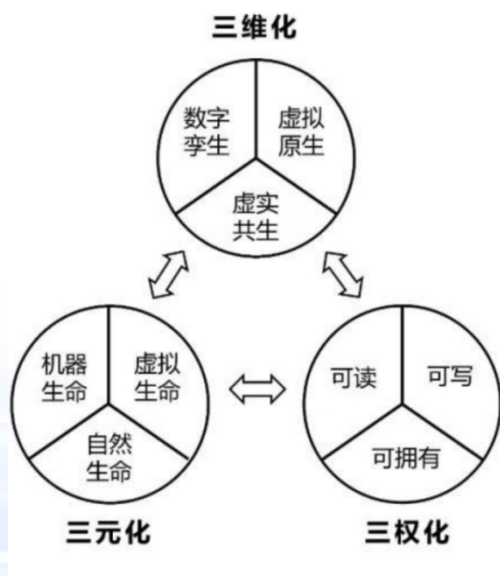 三维化
数字
孪生
虚拟
原生
虚实
共生
机器
生命
虚拟
生命
自然
生命
三元化
可读
可写
可拥有
三权化